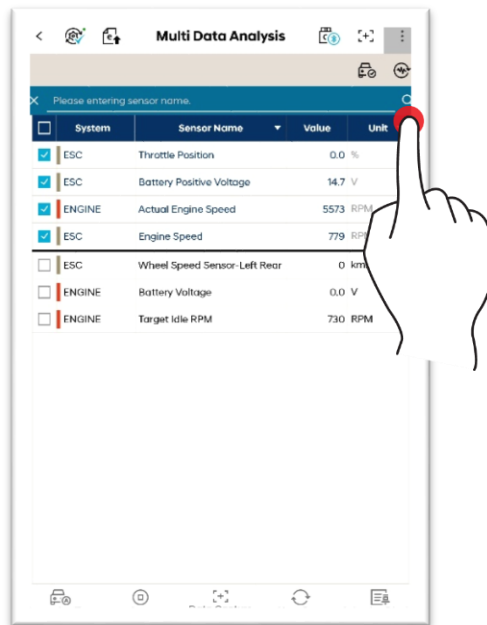 Multi Data Analysis
Please entering sensor name.
System Sensor Name Value Unit
ESC Throttle Position 0.0 %
ESC Battery Positive Voltage 14.7 V
ENGINE Actual Engine Speed 5573 RPM
ESC Engine Speed 779
ESC Wheel Speed Sensor-Left Rear 0
ENGINE Battery Voltage 0.0 V
ENGINE Target Idle RPM 730 RPM